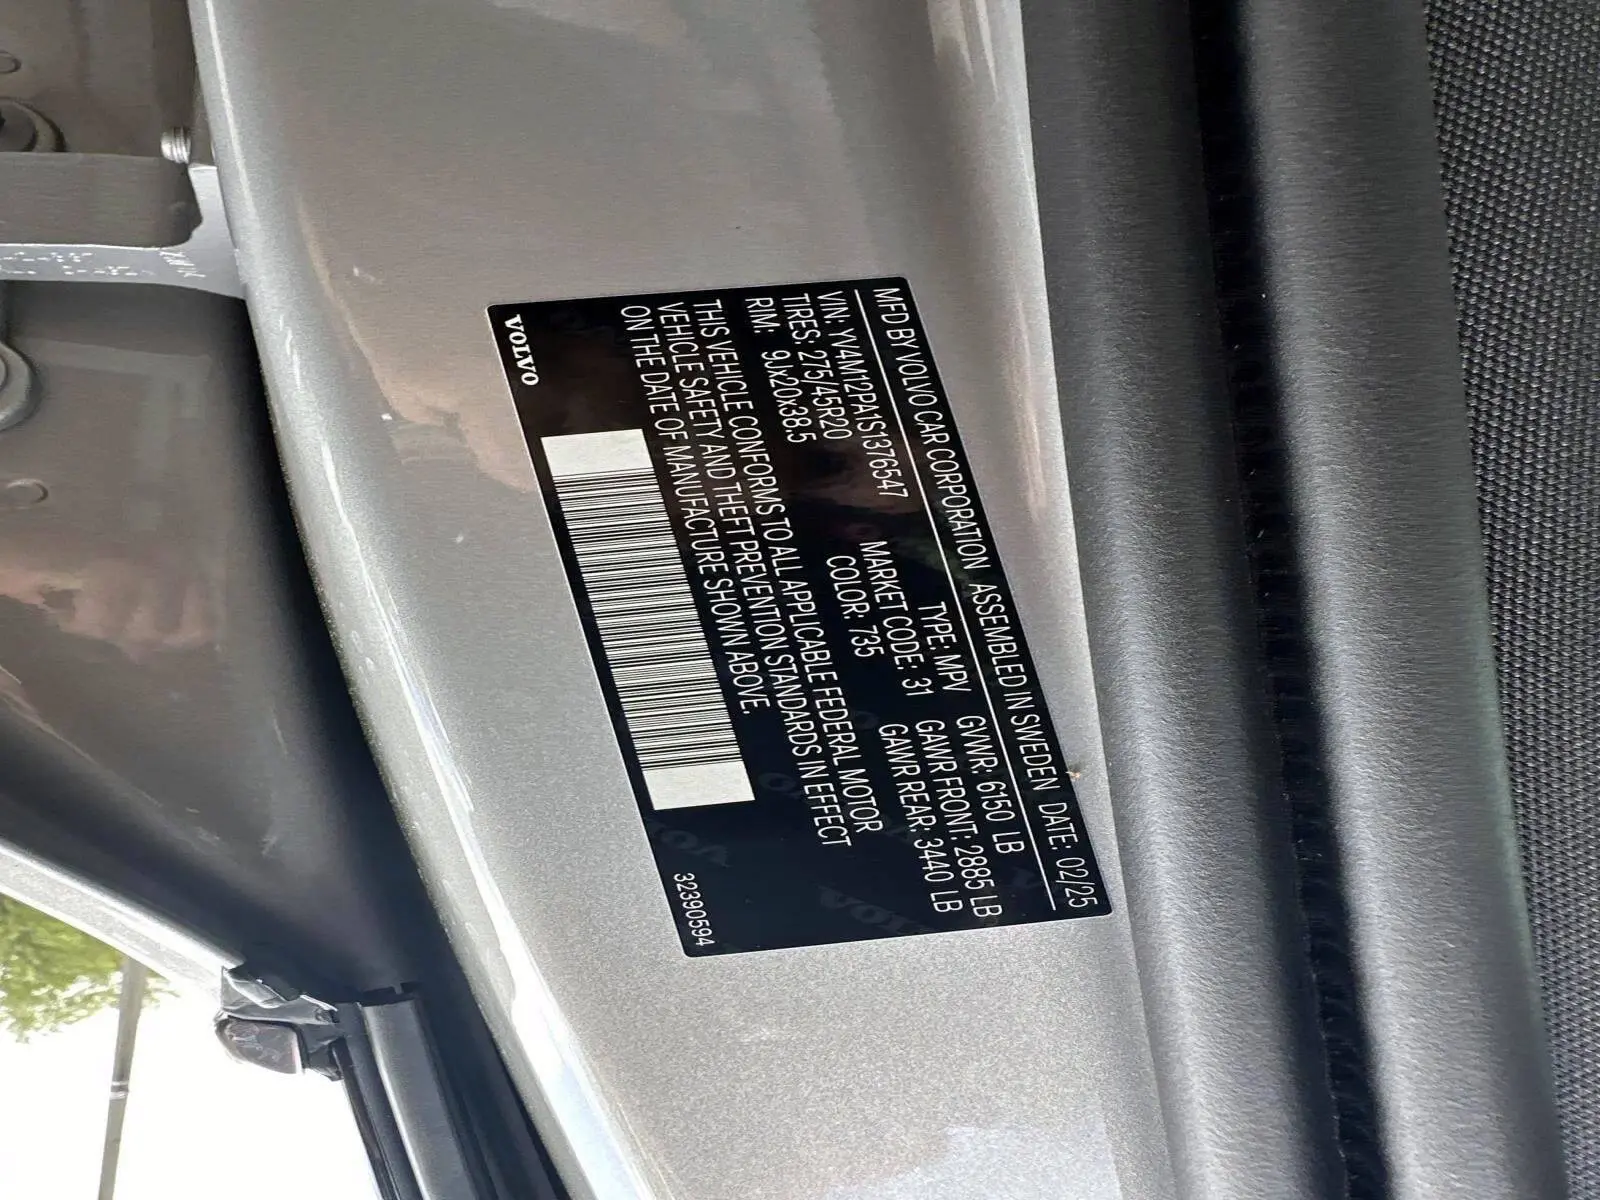 MFD BY VOLVO CAR CORPORATION ASSEMBLED IN SWEDEN DATE: 02/25
VIN: YV4M12PA1S1376547 TYPE: MPV GVWR: 6150 LB
TIRES: 275/45R20 MARKET CODE: 31 GAWR FRONT: 2885 LB
RIM: 9Jx20x38.5 COLOR: 735 GAWR REAR: 3440 LB
THIS VEHICLE CONFORMS TO ALL APPLICABLE FEDERAL MOTOR
VEHICLE SAFETY AND THEFT PREVENTION STANDARDS IN EFFECT
ON THE DATE OF MANUFACTURE SHOWN ABOVE.
VOLVO
32390594